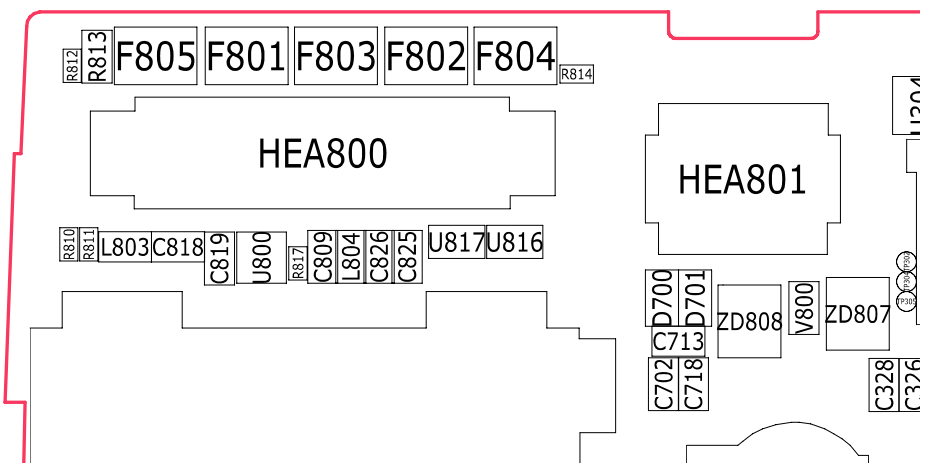 R812
R813
F805
F801
F803
F802
F804
R814
HEA800
HEA801
R810
R811
L803
C818
C819
U800
R817
C809
L804
C826
C825
U817
U816
D700
D701
C713
C702
C718
ZD808
V800
ZD807
TP305
C328
C326